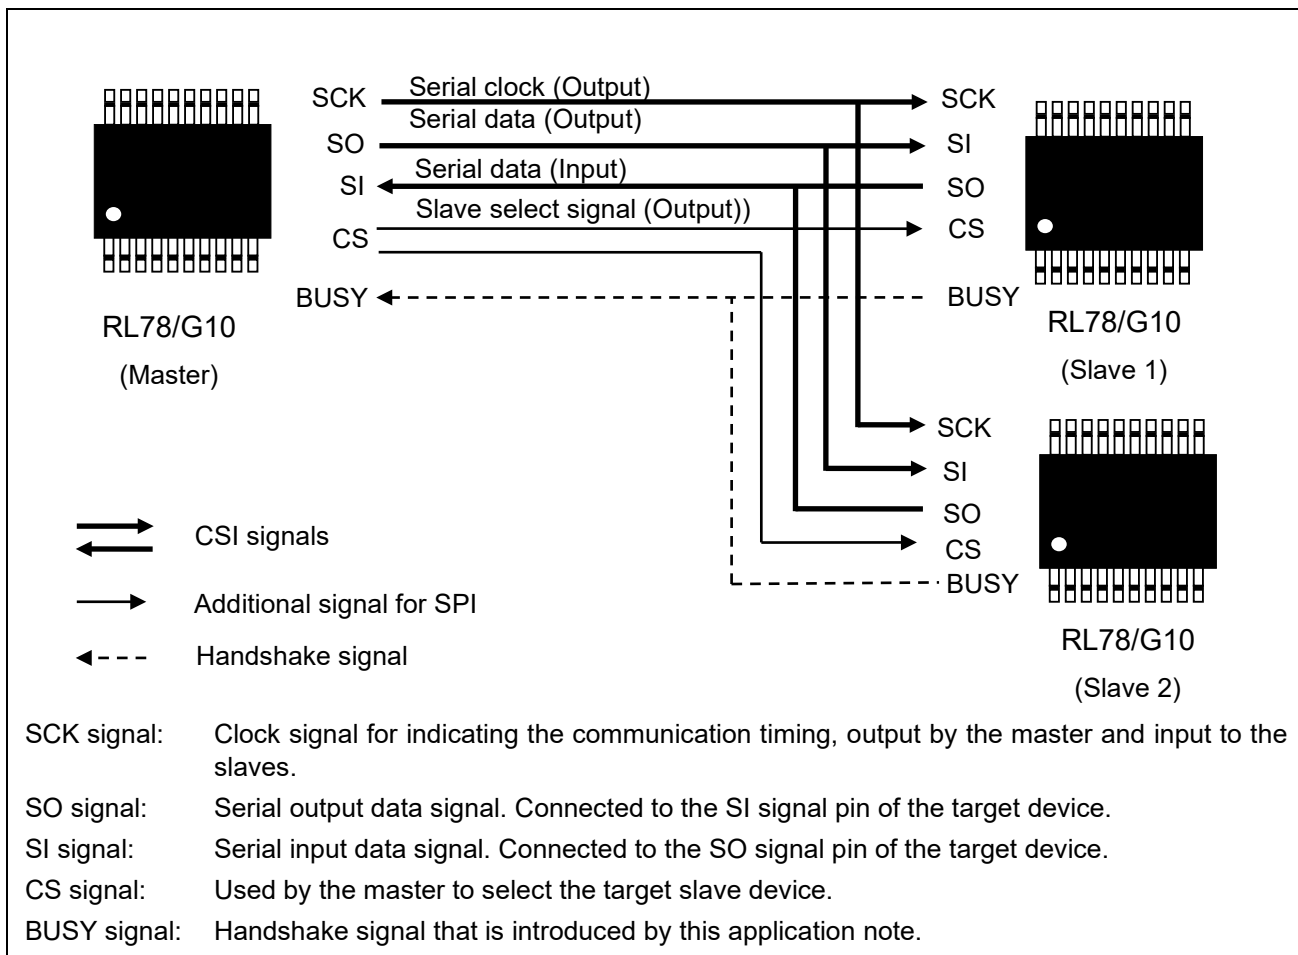 SCK Serial clock (Output) SCK
Serial data (Output)
SO SI
SI Serial data (Input) SO
Slave select signal (Output)) CS
CS
BUSY BUSY
RL78/G10
(Master)
RL78/G10
(Slave 1)
SCK
SI
SO
CS
BUSY
RL78/G10
(Slave 2)
CSI signals
Additional signal for SPI
Handshake signal
SCK signal: Clock signal for indicating the communication timing, output by the master and input to the
slaves.
SO signal: Serial output data signal. Connected to the SI signal pin of the target device.
SI signal: Serial input data signal. Connected to the SO signal pin of the target device.
CS signal: Used by the master to select the target slave device.
BUSY signal: Handshake signal that is introduced by this application note.